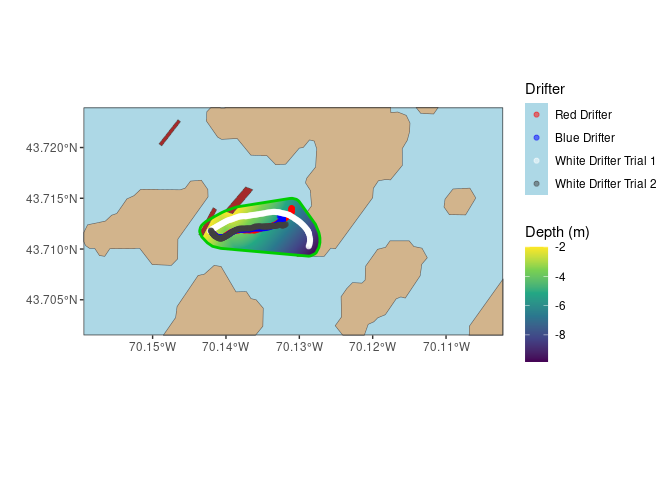 Drifter
Red Drifter
Blue Drifter
White Drifter Trial 1
White Drifter Trial 2
Depth (m)
-2
-4
-6
-8
43.720°N
43.715°N
43.710°N
43.705°N
70.15°W 70.14°W 70.13°W 70.12°W 70.11°W